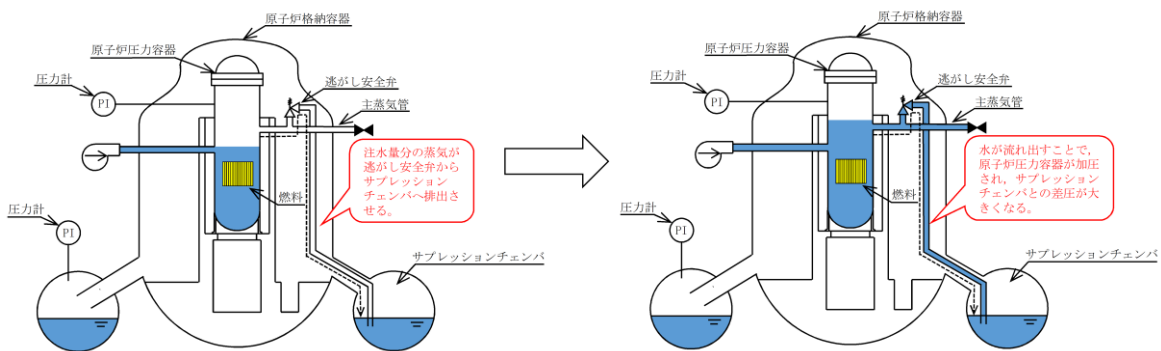 原子炉格納容器
原子炉圧力容器
圧力計
PI
逃がし安全弁
主蒸気管
注水量分の蒸気が
逃がし安全弁から
サプレッション
チェンバへ排出さ
せる。
燃料
圧力計
PI
サプレッションチェンバ
原子炉格納容器
原子炉圧力容器
圧力計
PI
逃がし安全弁
主蒸気管
水が流れ出すことで,
原子炉圧力容器が加圧
され,サプレッション
チェンバとの差圧が大
きくなる。
燃料
圧力計
PI
サプレッションチェンバ